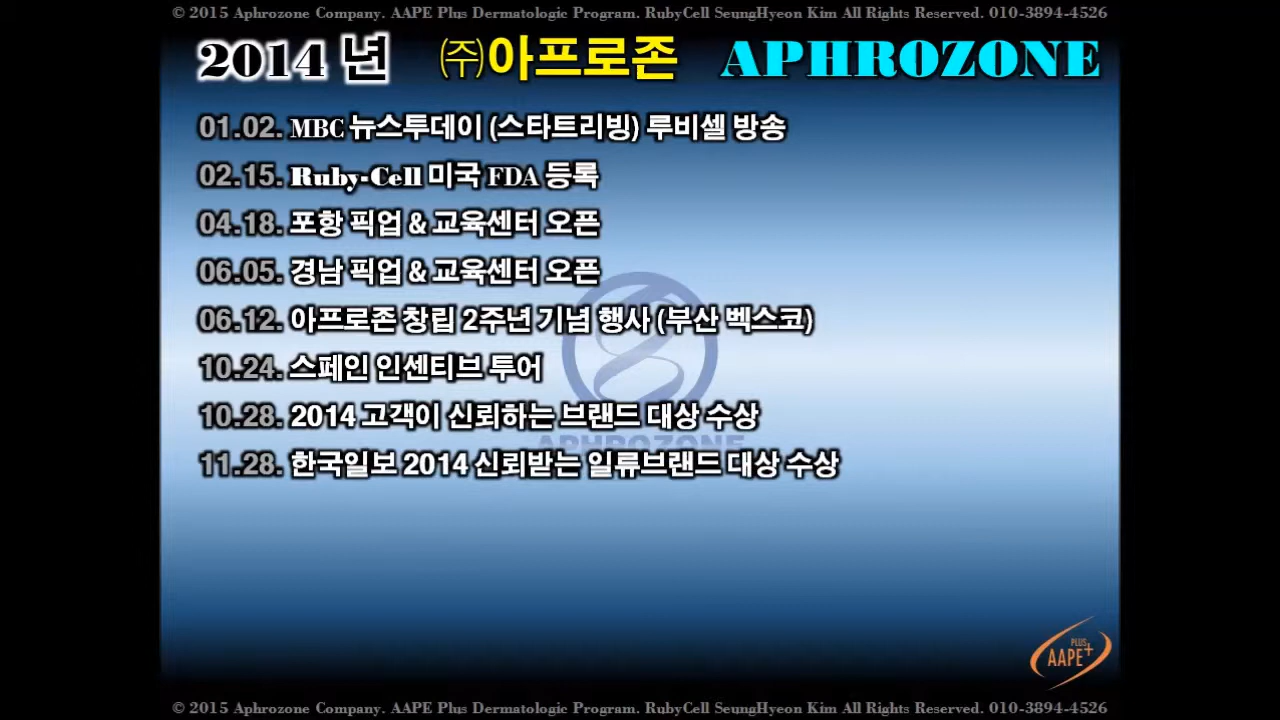 © 2015 Aphrozone Company. AAPE Plus Dermatologic Program. RubyCell SeungHyeon Kim All Rights Reserved. 010-3894-4526
2014 년 ㈜아프로존 APHROZONE
01.02. MBC 뉴스투데이 (스타트리빙) 루비셀 방송
02.15. Ruby-Cell 미국 FDA 등록
04.18. 포항 픽업 & 교육센터 오픈
06.05. 경남 픽업 & 교육센터 오픈
06.12. 아프로존 창립 2주년 기념 행사 (부산 벡스코)
10.24. 스페인 인센티브 투어
10.28. 2014 고객이 신뢰하는 브랜드 대상 수상
APHROZONE
11.28. 한국일보 2014 신뢰받는 일류브랜드 대상 수상
PLUS
AAPE+
© 2015 Aphrozone Company. AAPE Plus Dermatologic Program. RubyCell SeungHyeon Kim All Rights Reserved. 010-3894-4526